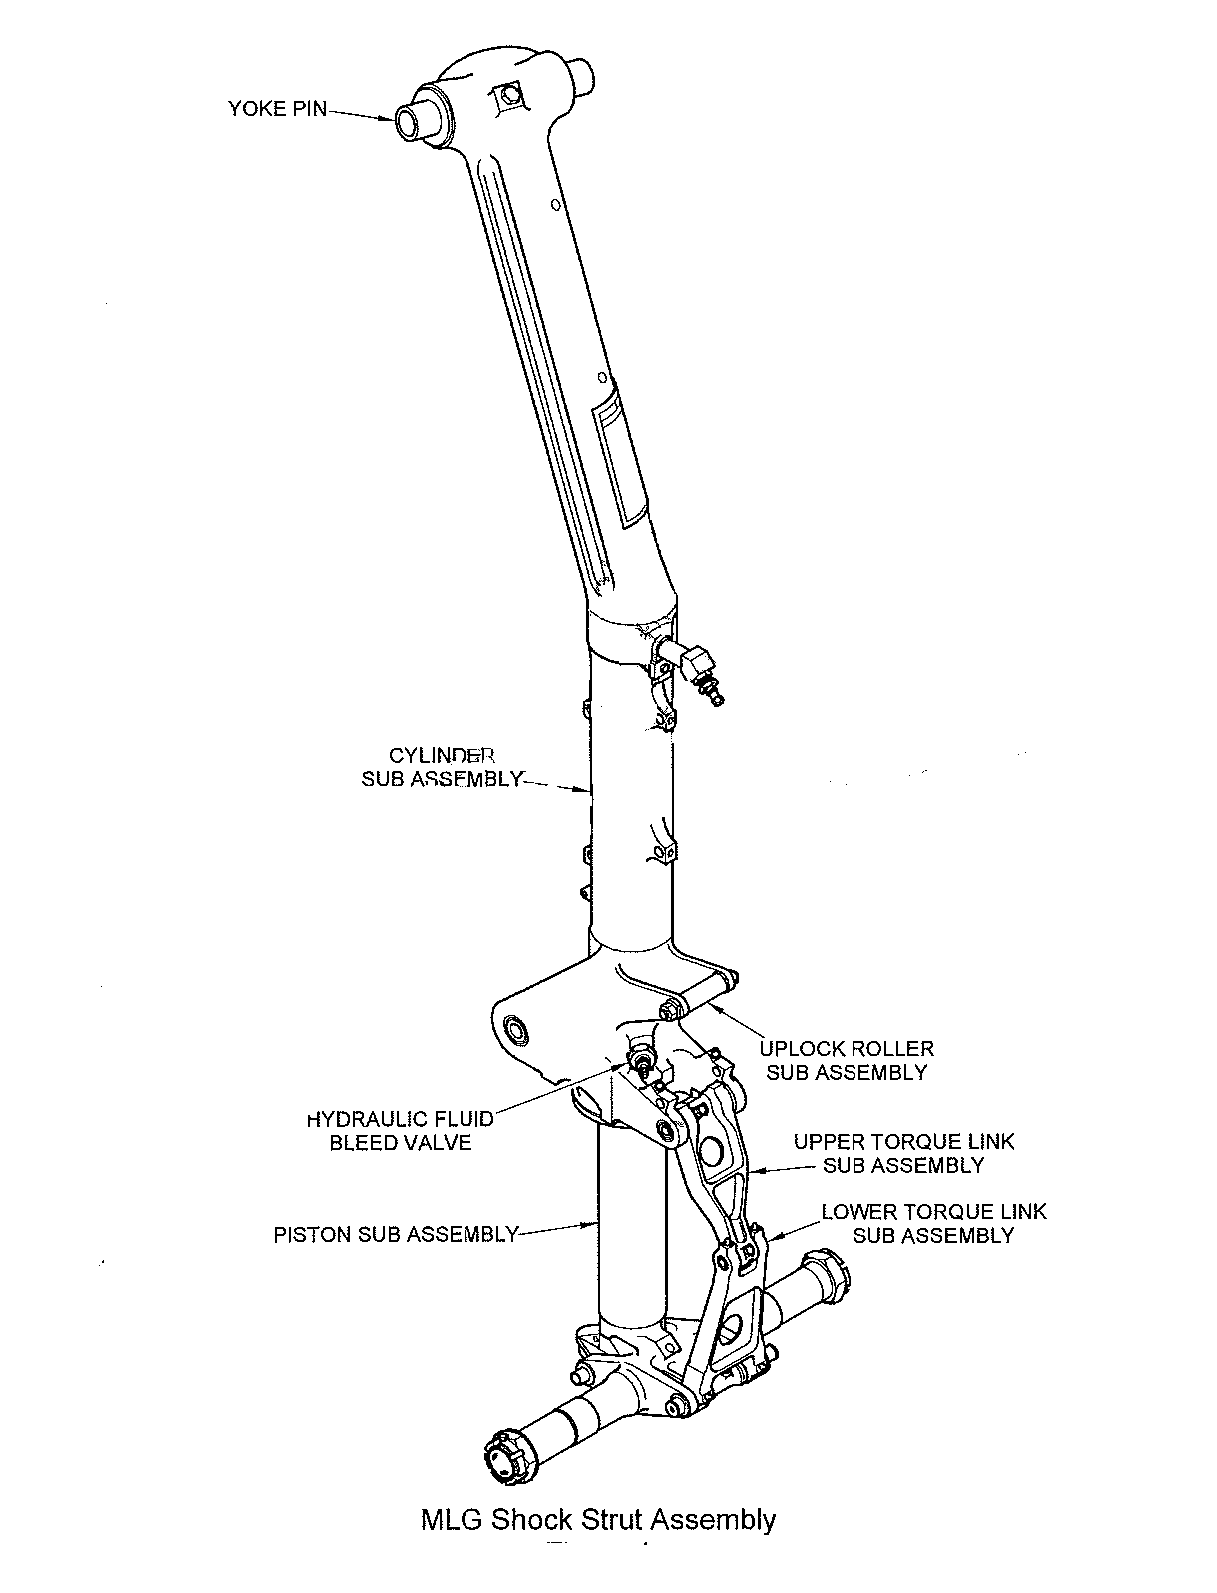 YOKE PIN
CYLINDER
SUB ASSEMBLY
UPLOCK ROLLER
SUB ASSEMBLY
HYDRAULIC FLUID
BLEED VALVE
UPPER TORQUE LINK
SUB ASSEMBLY
LOWER TORQUE LINK
SUB ASSEMBLY
PISTON SUB ASSEMBLY
MLG Shock Strut Assembly